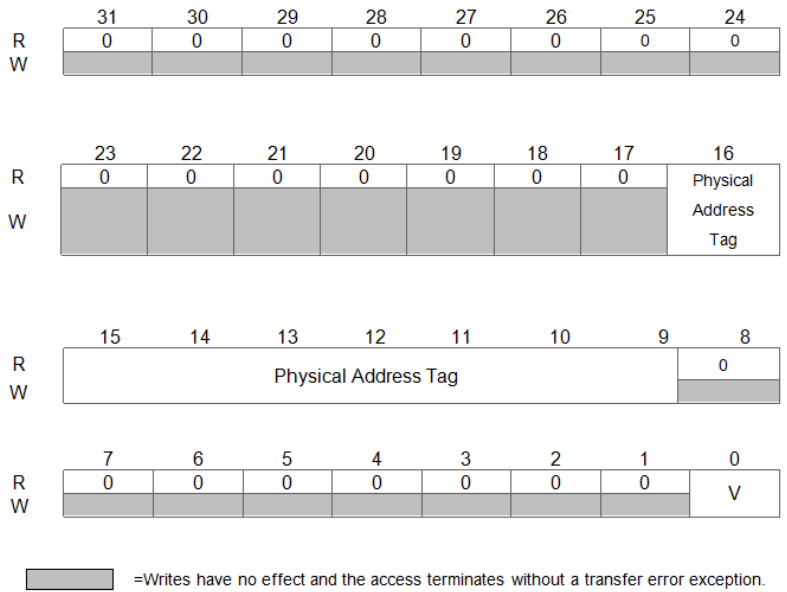 31 30 29 28 27 26 25 24
R 0 0 0 0 0 0 0 0
W
23 22 21 20 19 18 17 16
R 0 0 0 0 0 0 0 Physical
Address
W
Tag
15 14 13 12 11 10 9 8
R 0
Physical Address Tag
W
7 6 5 4 3 2 1 0
R 0 0 0 0 0 0 0 V
W
=Writes have no effect and the access terminates without a transfer error exception.